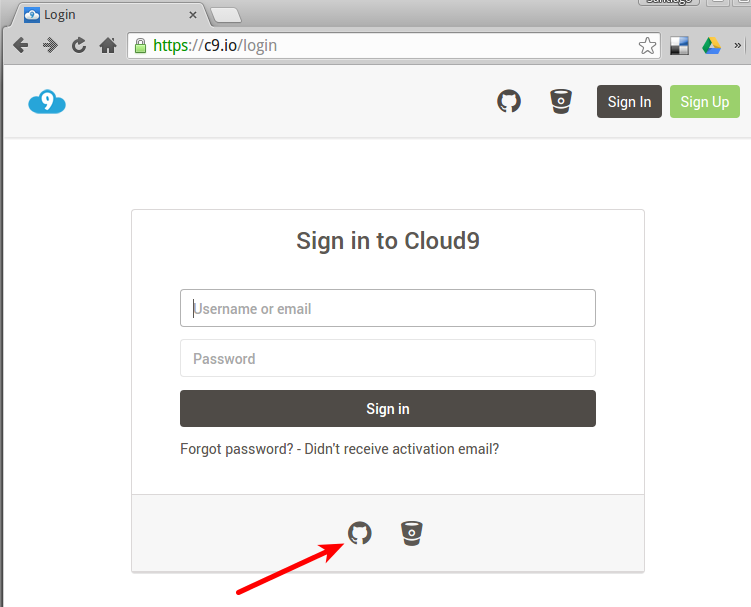 Santiago
Login
https://c9.io/login
»
9
Sign In
Sign Up
Sign in to Cloud9
Username or email
Password
Sign in
Forgot password? - Didn't receive activation email?